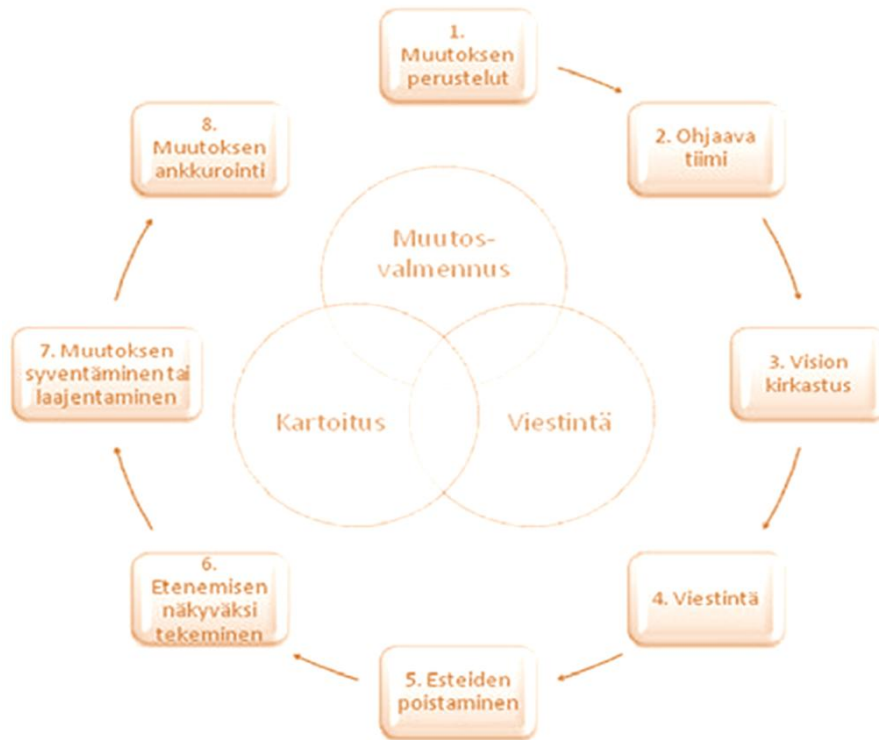 1.
Muutoksen
perustelut
2. Ohjaava
tiimi
3. Vision
kirkastus
4. Viestintä
5. Esteiden
poistaminen
6.
Etenemisen
näkyväksi
tekeminen
7. Muutoksen
syventäminen tai
laajentaminen
8.
Muutoksen
ankkurointi
Muutos-
valmennus
Kartoitus
Viestintä